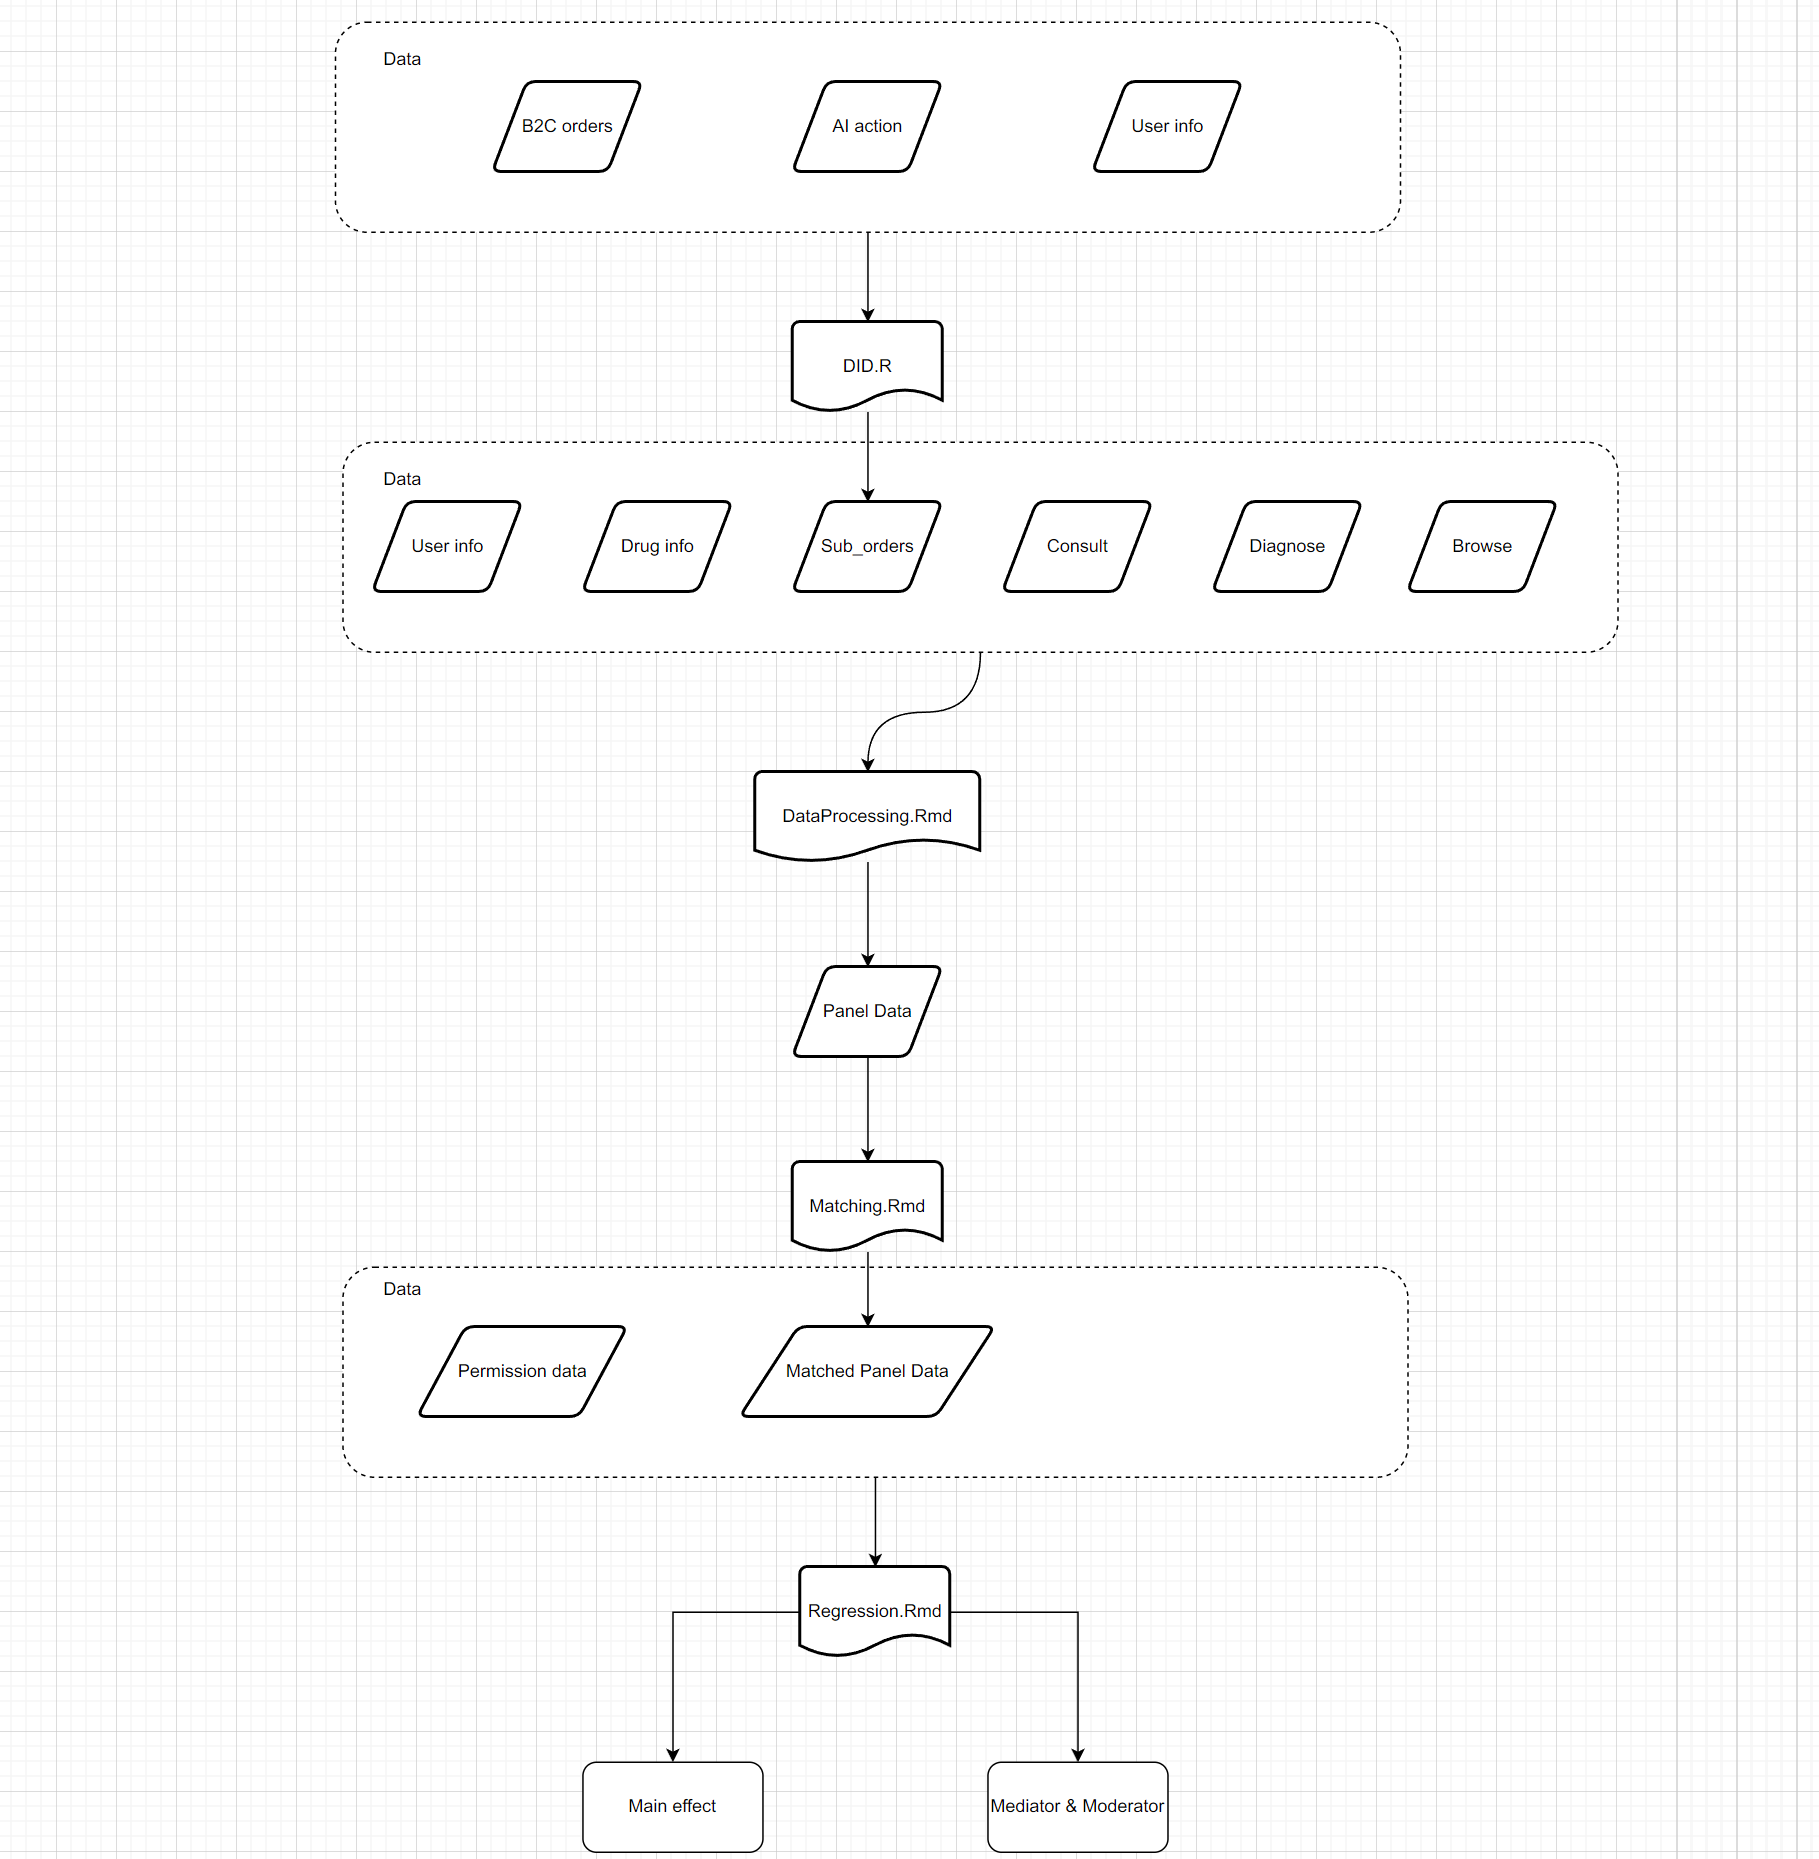 Data
B2C orders
AI action
User info
DID.R
Data
User info
Drug info
Sub_orders
Consult
Diagnose
Browse
DataProcessing.Rmd
Panel Data
Matching.Rmd
Data
Permission data
Matched Panel Data
Regression.Rmd
Main effect
Mediator & Moderator